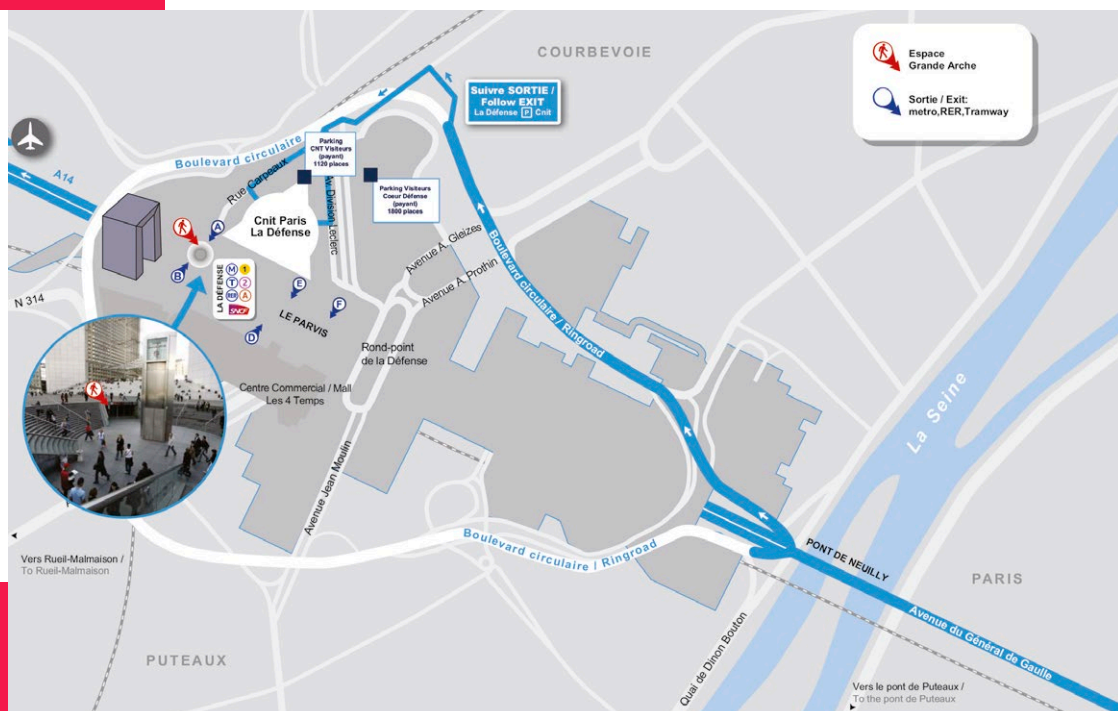 COURBEVOIE
Espace
Grande Arche
Sortie / Exit:
metro,RER,Tramway
Suivre SORTIE /
Follow EXIT
La Défense P Cnit
Boulevard circulaire
Parking
CNT Visiteurs
(payant)
1120 places
Parking Visiteurs
Coeur Défense
(payant)
1800 places
A14
Rue Carpeaux
Av. Division Leclerc
Cnit Paris
La Défense
A
B
LA DÉFENSE
M 1
T 2
RER A
SNCF
E
F
D
LE PARVIS
N 314
Avenue A. Gleizes
Avenue A. Prothin
Boulevard circulaire / Ringroad
Rond-point
de la Défense
Centre Commercial / Mall
Les 4 Temps
Avenue Jean Moulin
La Seine
Boulevard circulaire / Ringroad
Vers Rueil-Malmaison /
To Rueil-Malmaison
PONT DE NEUILLY
PARIS
Avenue du Général de Gaulle
PUTEAUX
Quai de Dinon Bouton
Vers le pont de Puteaux /
To the pont de Puteaux